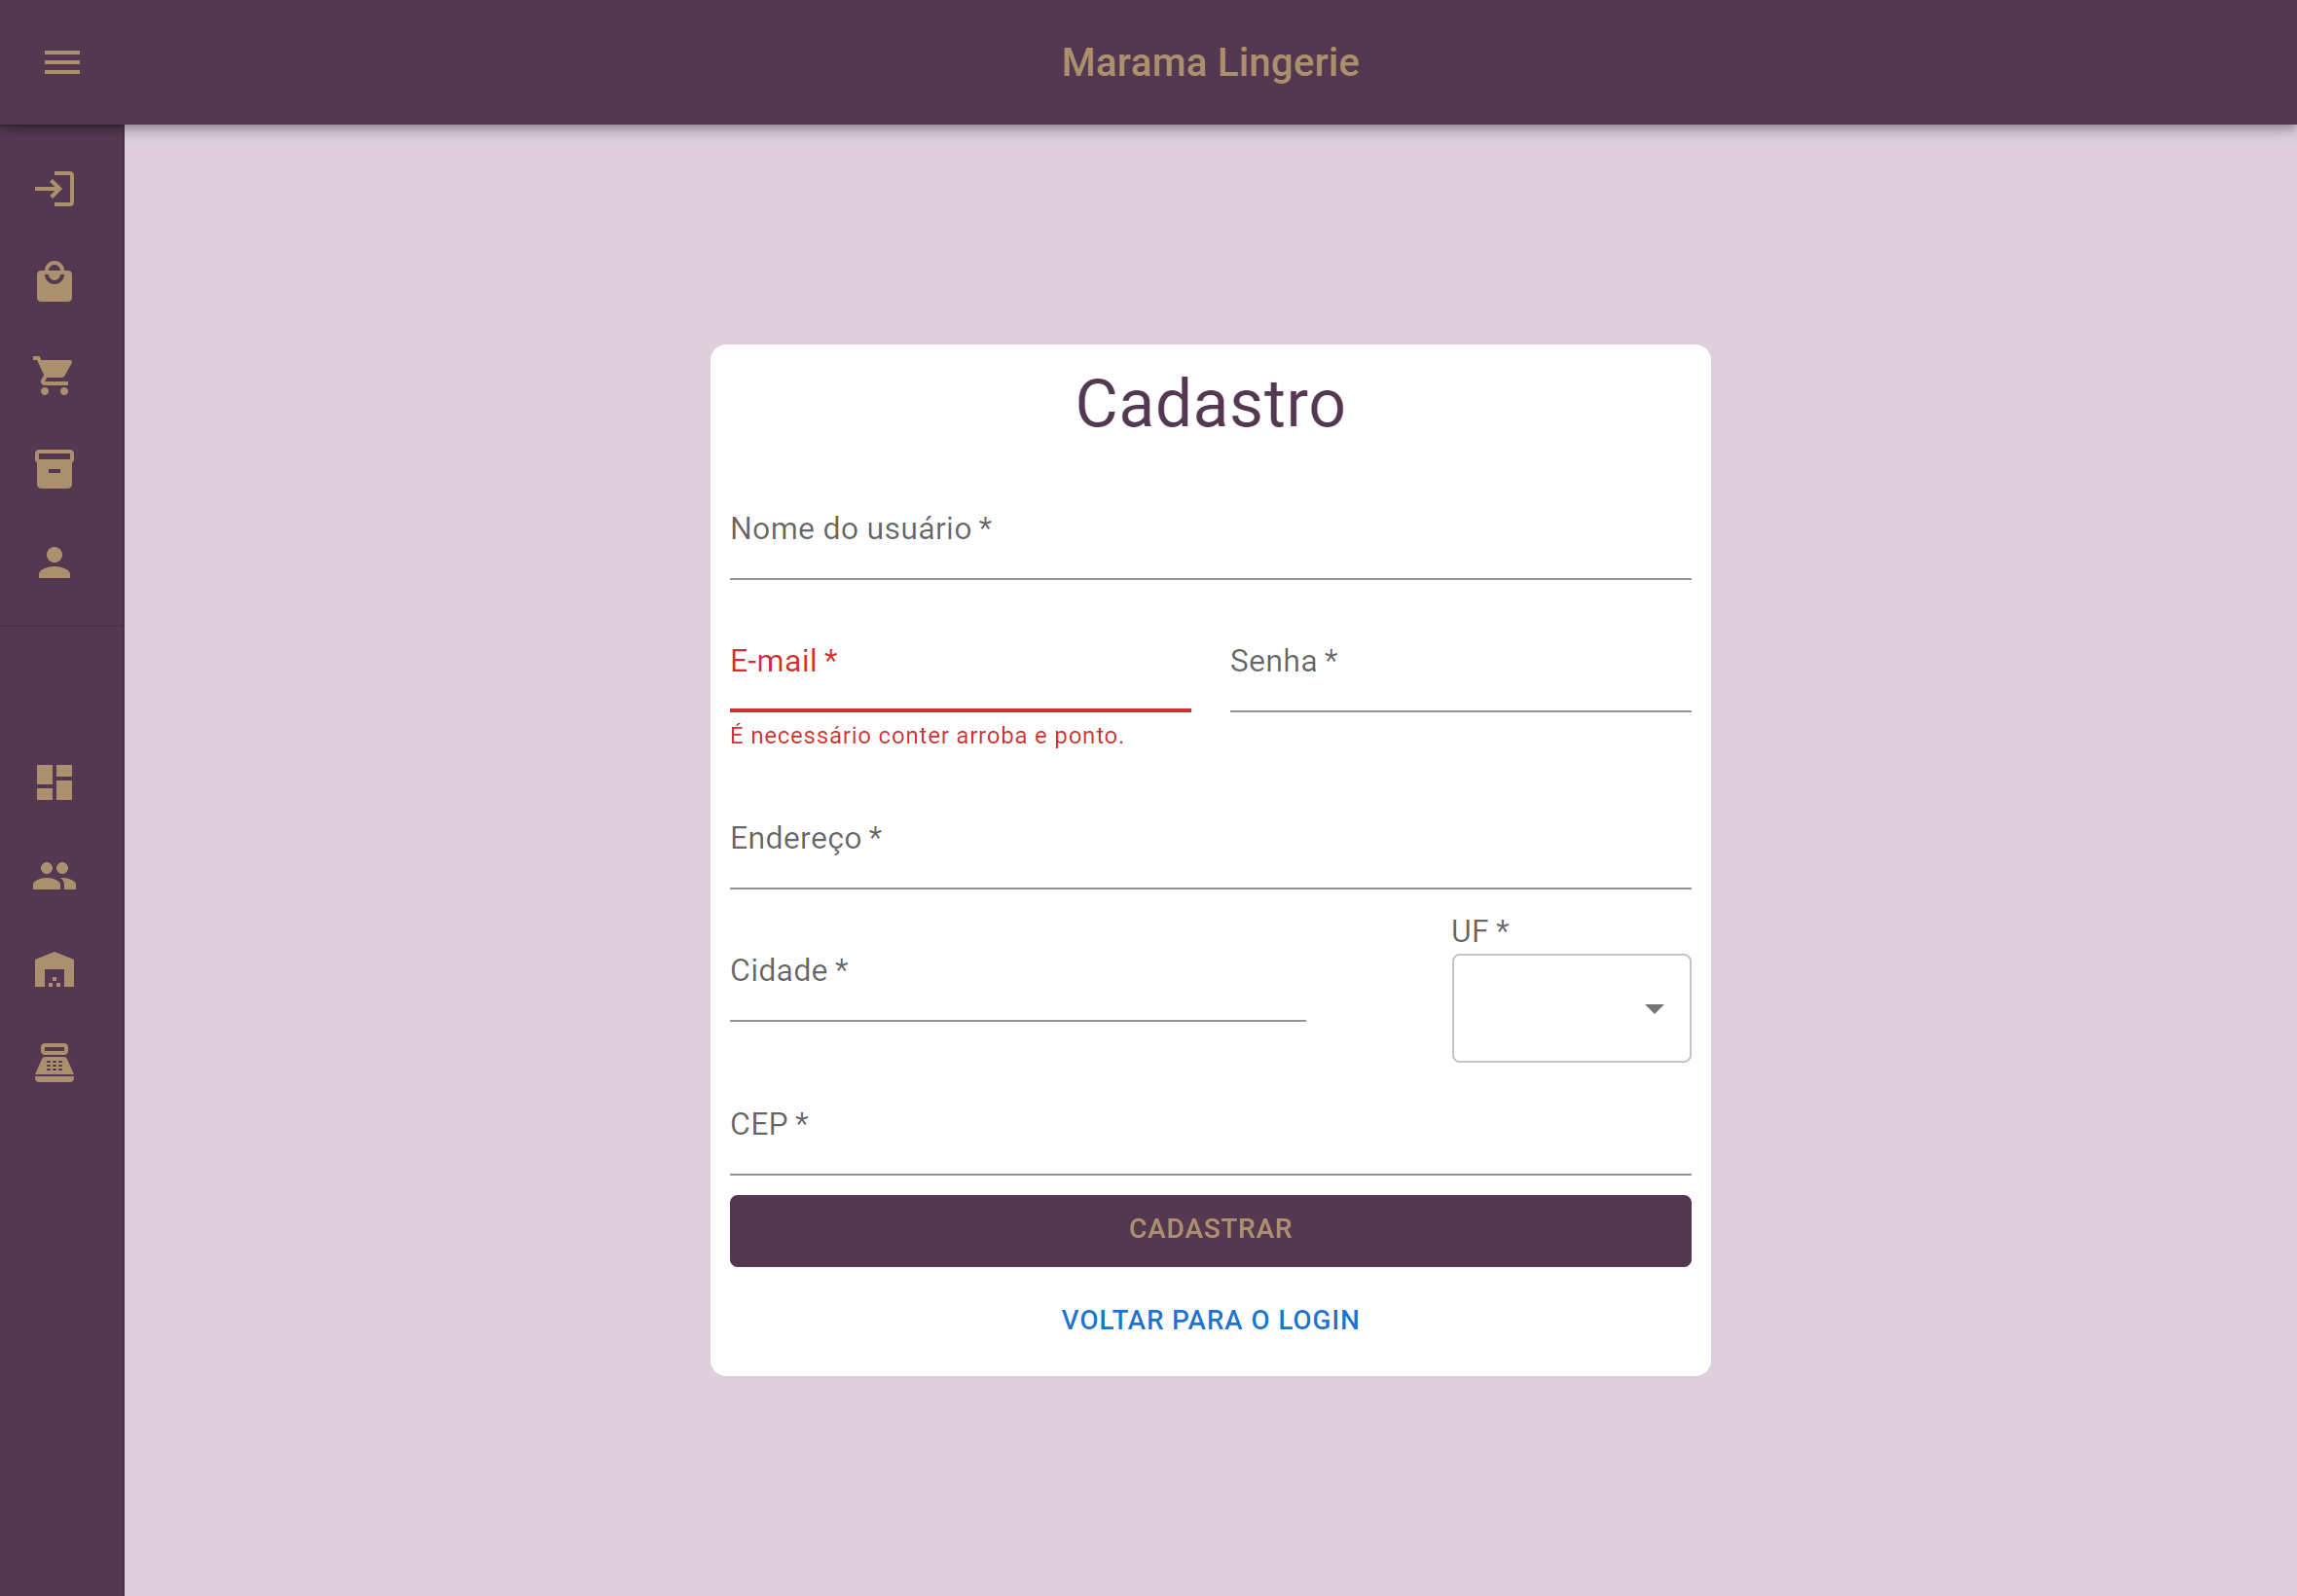 Marama Lingerie
Cadastro
Nome do usuário *
E-mail *
Senha *
É necessário conter arroba e ponto.
Endereço *
UF *
Cidade *
CEP *
CADASTRAR
VOLTAR PARA O LOGIN